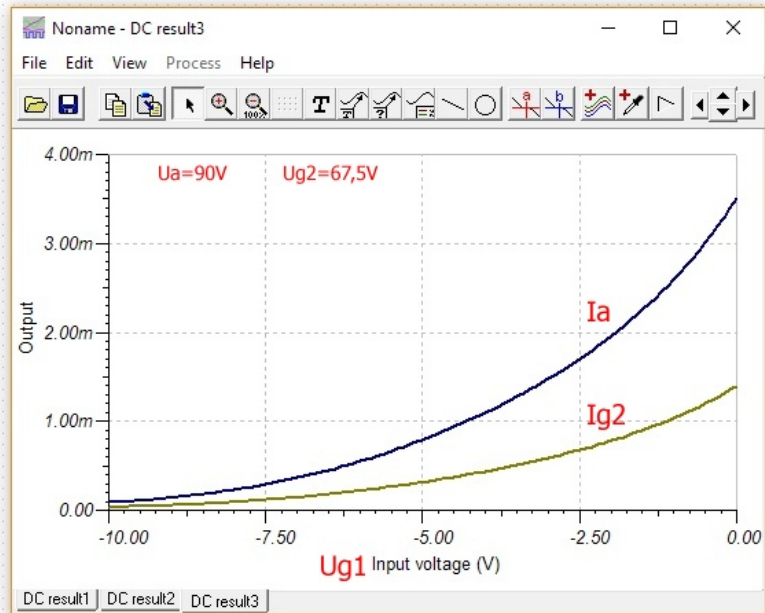 Noname - DC result3
File Edit View Process Help
100% T T ? a b
4.00m
Ua=90V Ug2=67,5V
3.00m
Ia
2.00m
Output
Ig2
1.00m
0.00
-10.00 -7.50 -5.00 -2.50 0.00
Ug1 Input voltage (V)
DC result1 DC result2 DC result3